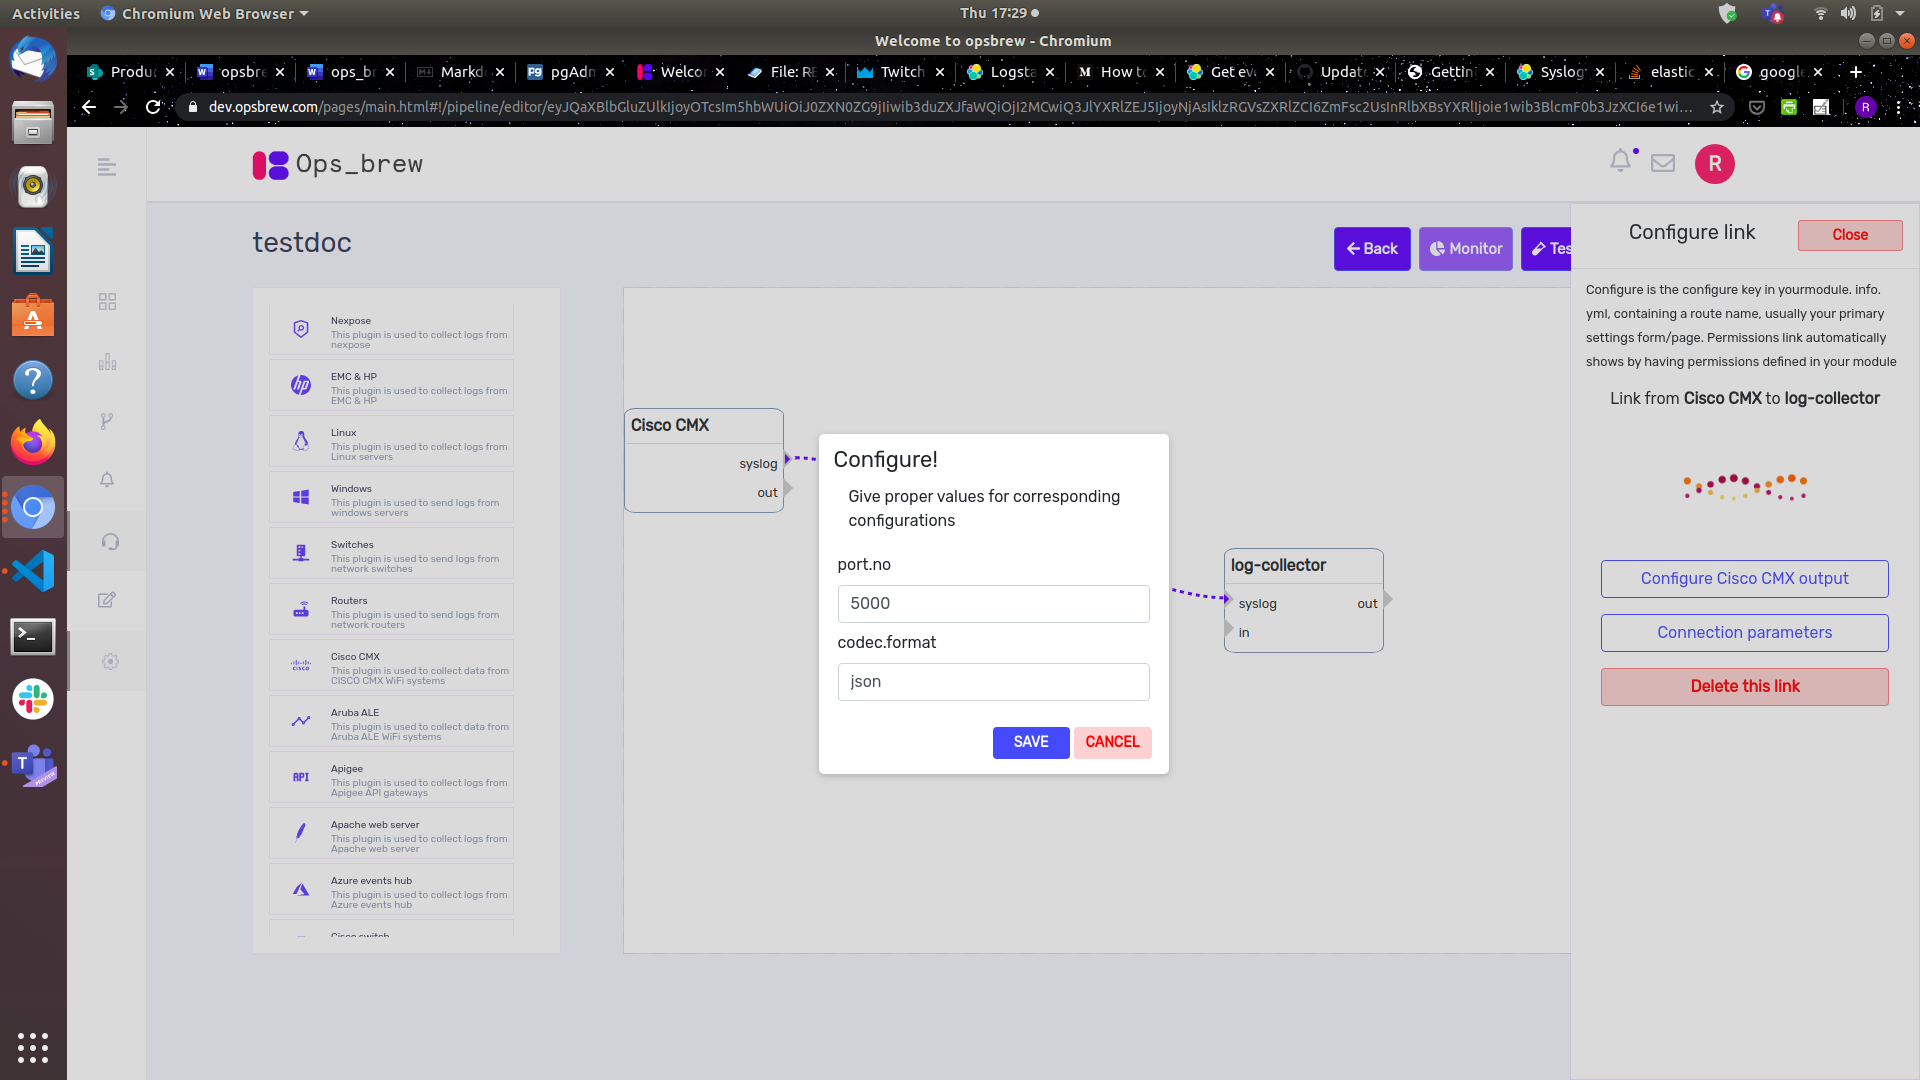 Activities
Chromium Web Browser
Thu 17:29
Welcome to opsbrew - Chromium
Produ
opsbre
ops_br
Markd
pgAdm
Welcor
File: RE
Twitch
Logsta
How to
Get eve
Updat
Gettin
Syslog
elastic
google
dev.opsbrew.com/pages/main.html#!/pipeline/editor/
R
Ops_brew
R
testdoc
Back
Monitor
Tes
Configure link
Close
Configure is the configure key in yourmodule. info.
yml, containing a route name, usually your primary
settings form/page. Permissions link automatically
shows by having permissions defined in your module
Link from Cisco CMX to log-collector
Configure Cisco CMX output
Connection parameters
Delete this link
Nexpose
This plugin is used to collect logs from
nexpose
EMC & HP
This plugin is used to collect logs from
EMC & HP
Linux
This plugin is used to collect logs from
Linux servers
Windows
This plugin is used to send logs from
windows servers
Switches
This plugin is used to send logs from
network switches
Routers
This plugin is used to send logs from
network routers
CISCO
Cisco CMX
This plugin is used to collect data from
CISCO CMX WiFi systems
Aruba ALE
This plugin is used to collect data from
Aruba ALE WiFi systems
API
Apigee
This plugin is used to collect logs from
Apigee API gateways
Apache web server
This plugin is used to collect logs from
Apache web server
Azure events hub
This plugin is used to collect logs from
Azure events hub
Cisco switch
Cisco CMX
syslog
out
Configure!
Give proper values for corresponding
configurations
port.no
5000
codec.format
json
SAVE
CANCEL
log-collector
syslog
out
in